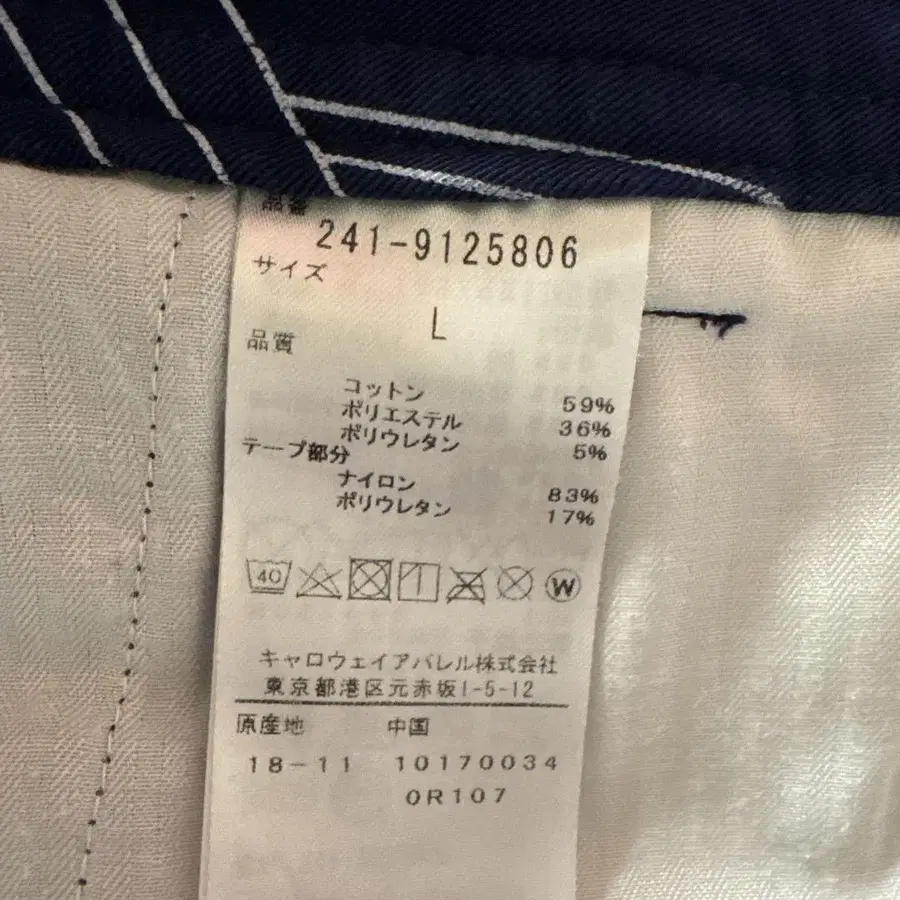 品番
241-9125806
サイズ
L
品質
コットン 59%
ポリエステル 36%
ポリウレタン 5%
テープ部分
ナイロン 83%
ポリウレタン 17%
40
W
キャロウェイアパレル株式会社
東京都港区元赤坂1-5-12
原産地 中国
18-11 10170034
0R107